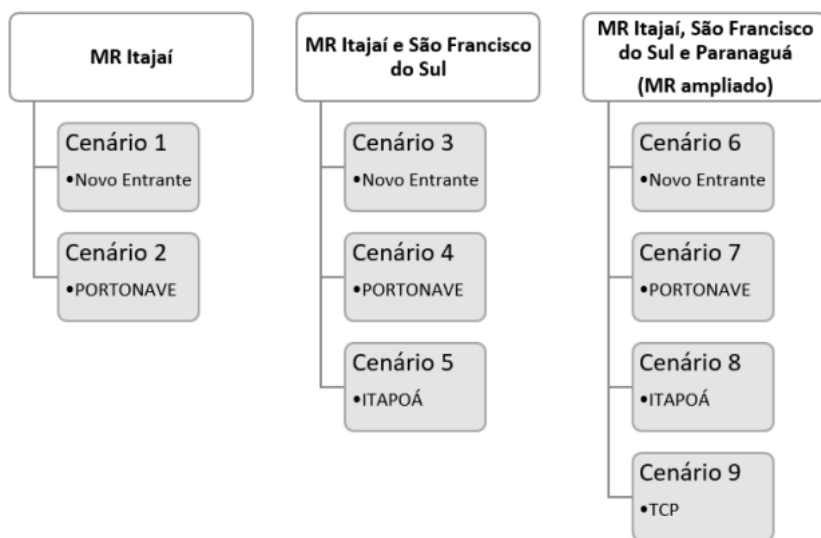 MR Itajaí
Cenário 1
•Novo Entrante
Cenário 2
•PORTONAVE
MR Itajaí e São Francisco
do Sul
Cenário 3
•Novo Entrante
Cenário 4
•PORTONAVE
Cenário 5
•ITAPOÁ
MR Itajaí, São Francisco
do Sul e Paranaguá
(MR ampliado)
Cenário 6
•Novo Entrante
Cenário 7
•PORTONAVE
Cenário 8
•ITAPOÁ
Cenário 9
•TCP